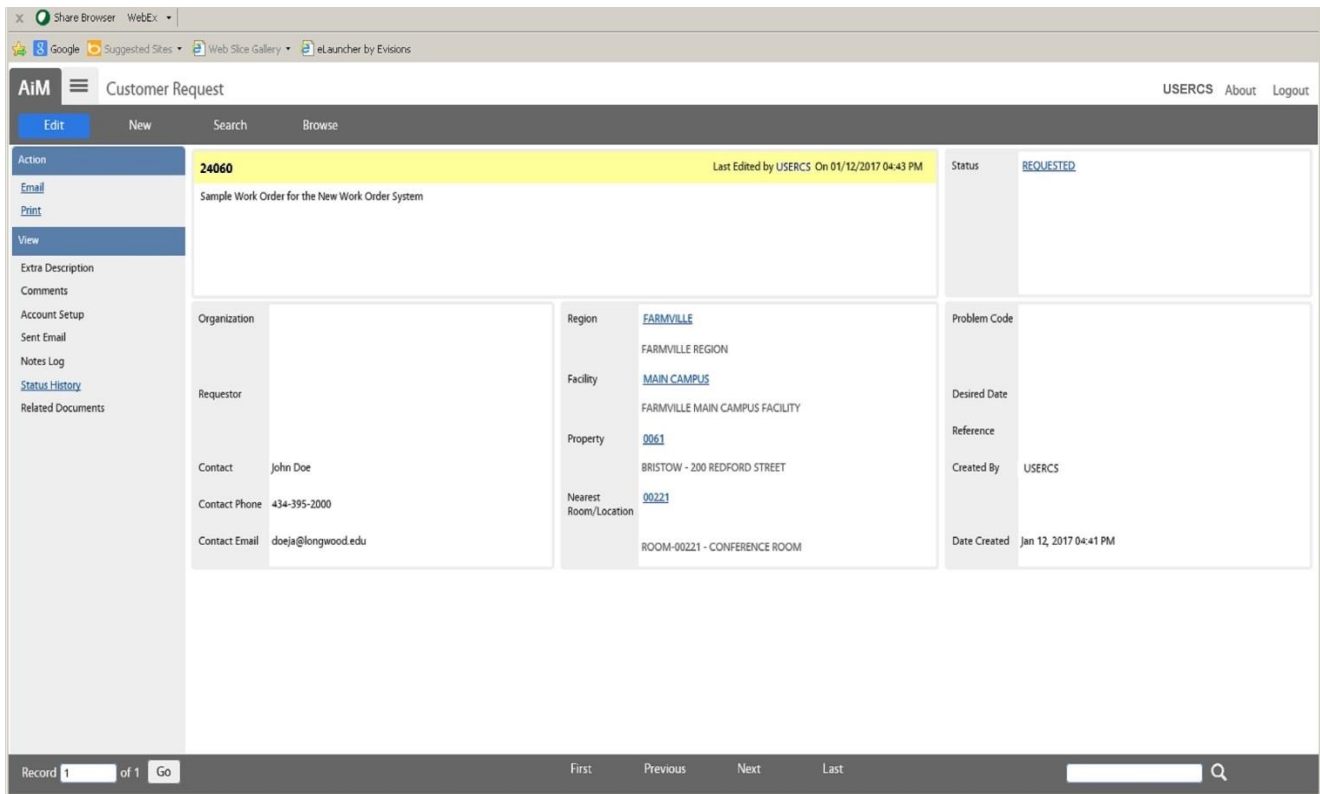 X Share Browser WebEx
Google Suggested Sites Web Slice Gallery eLauncher by Evisions
AiM Customer Request USERCS About Logout
Edit New Search Browse
Action
Email
Print
View
Extra Description
Comments
Account Setup
Sent Email
Notes Log
Status History
Related Documents
24060 Last Edited by USERCS On 01/12/2017 04:43 PM
Sample Work Order for the New Work Order System
Status REQUESTED
Organization
Requestor
Contact John Doe
Contact Phone 434-395-2000
Contact Email doeja@longwood.edu
Region FARMVILLE
FARMVILLE REGION
Facility MAIN CAMPUS
FARMVILLE MAIN CAMPUS FACILITY
Property 0061
BRISTOW - 200 REDFORD STREET
Nearest 00221
Room/Location
ROOM-00221 - CONFERENCE ROOM
Problem Code
Desired Date
Reference
Created By USERCS
Date Created Jan 12, 2017 04:41 PM
Record 1 of 1 Go First Previous Next Last